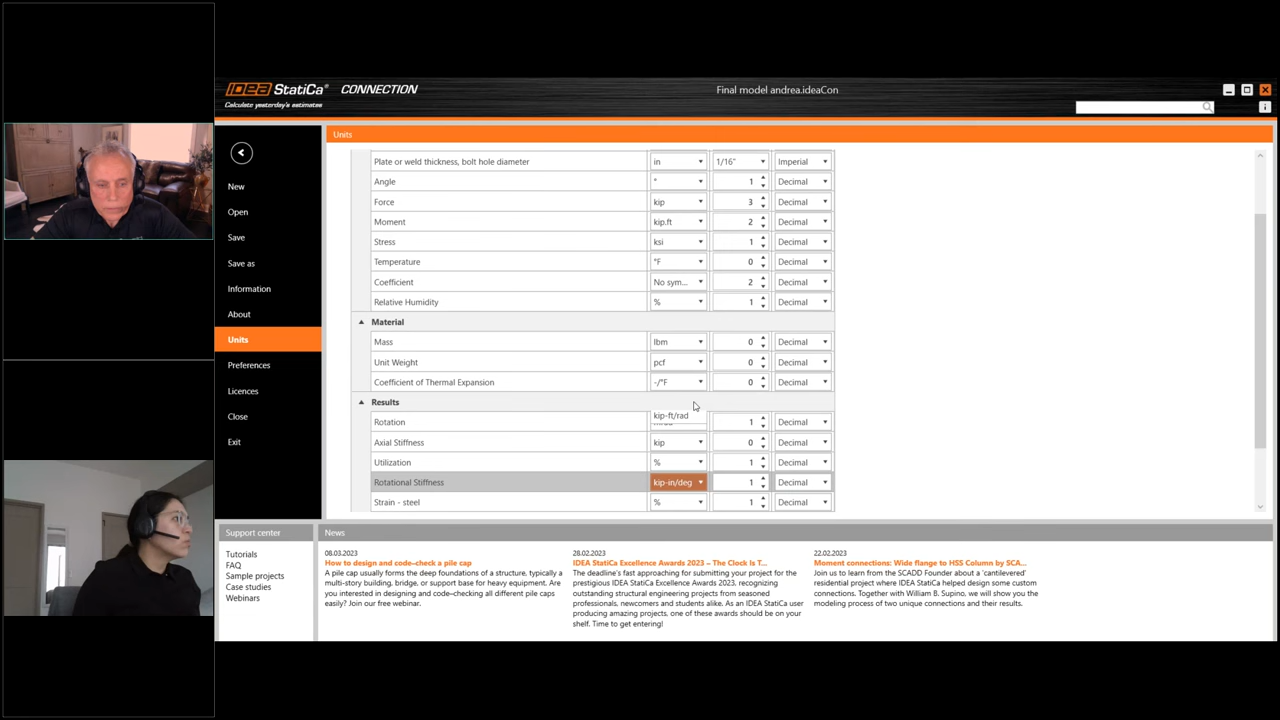 IDEA StatiCa® CONNECTION
Calculate yesterday's estimates
Final model andrea.ideaCon
i
Units
New
Open
Save
Save as
Information
About
Units
Preferences
Licences
Close
Exit
Plate or weld thickness, bolt hole diameter in 1/16" Imperial
Angle ° 1 Decimal
Force kip 3 Decimal
Moment kip.ft 2 Decimal
Stress ksi 1 Decimal
Temperature °F 0 Decimal
Coefficient No sym... 2 Decimal
Relative Humidity % 1 Decimal
Material
Mass lbm 0 Decimal
Unit Weight pcf 0 Decimal
Coefficient of Thermal Expansion -/°F 0 Decimal
Results
kip-ft/rad
Rotation 1 Decimal
Axial Stiffness kip 0 Decimal
Utilization % 1 Decimal
Rotational Stiffness kip-in/deg 1 Decimal
Strain - steel % 1 Decimal
Support center
Tutorials
FAQ
Sample projects
Case studies
Webinars
News
08.03.2023
How to design and code–check a pile cap
A pile cap usually forms the deep foundations of a structure, typically a
multi-story building, bridge, or support base for heavy equipment. Are
you interested in designing and code–checking all different pile caps
easily? Join our free webinar.
28.02.2023
IDEA StatiCa Excellence Awards 2023 – The Clock Is T...
The deadline's fast approaching for submitting your project for the
prestigious IDEA StatiCa Excellence Awards 2023, recognizing
outstanding structural engineering projects from seasoned
professionals, newcomers and students alike. As an IDEA StatiCa user
producing amazing projects, one of these awards should be on your
shelf. Time to get entering!
22.02.2023
Moment connections: Wide flange to HSS Column by SCA...
Join us to learn from the SCADD Founder about a 'cantilevered'
residential project where IDEA StatiCa helped design some custom
connections. Together with William B. Supino, we will show you the
modeling process of two unique connections and their results.